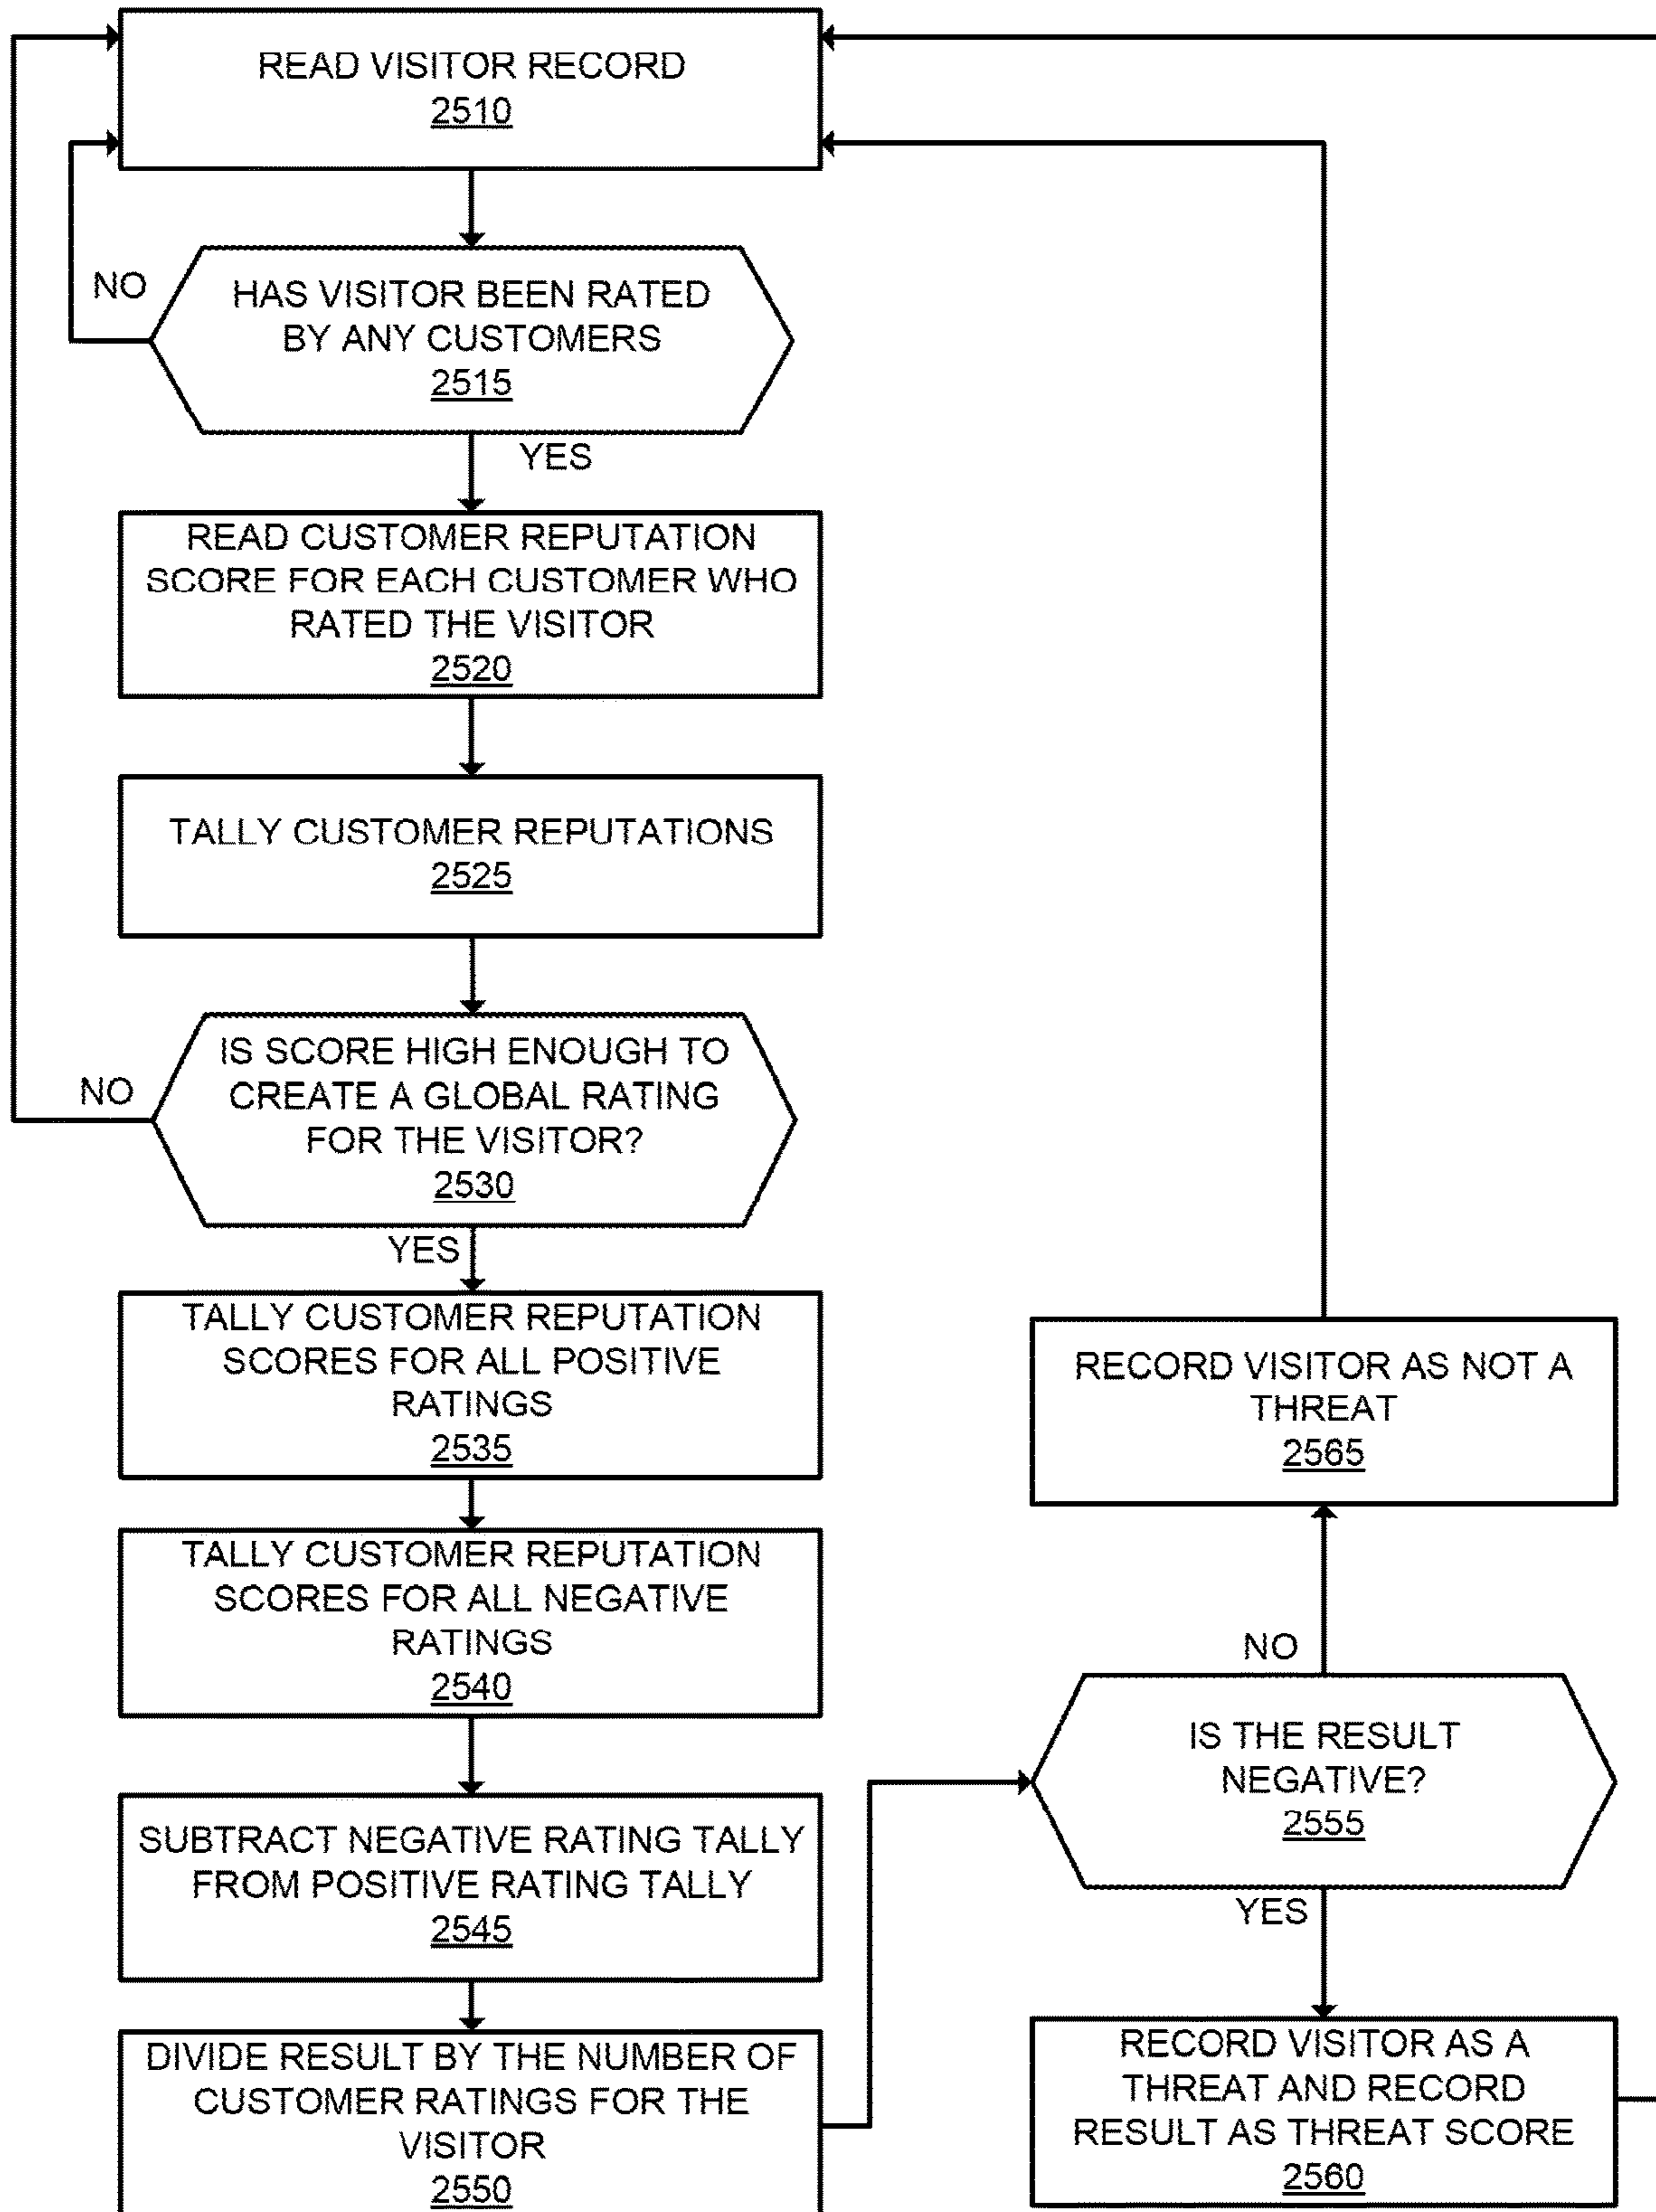 READ VISITOR RECORD
2510
NO
HAS VISITOR BEEN RATED
BY ANY CUSTOMERS
2515
YES
READ CUSTOMER REPUTATION
SCORE FOR EACH CUSTOMER WHO
RATED THE VISITOR
2520
TALLY CUSTOMER REPUTATIONS
2525
IS SCORE HIGH ENOUGH TO
CREATE A GLOBAL RATING
FOR THE VISITOR?
2530
NO
YES
TALLY CUSTOMER REPUTATION
SCORES FOR ALL POSITIVE
RATINGS
2535
TALLY CUSTOMER REPUTATION
SCORES FOR ALL NEGATIVE
RATINGS
2540
SUBTRACT NEGATIVE RATING TALLY
FROM POSITIVE RATING TALLY
2545
DIVIDE RESULT BY THE NUMBER OF
CUSTOMER RATINGS FOR THE
VISITOR
2550
RECORD VISITOR AS NOT A
THREAT
2565
NO
IS THE RESULT
NEGATIVE?
2555
YES
RECORD VISITOR AS A
THREAT AND RECORD
RESULT AS THREAT SCORE
2560